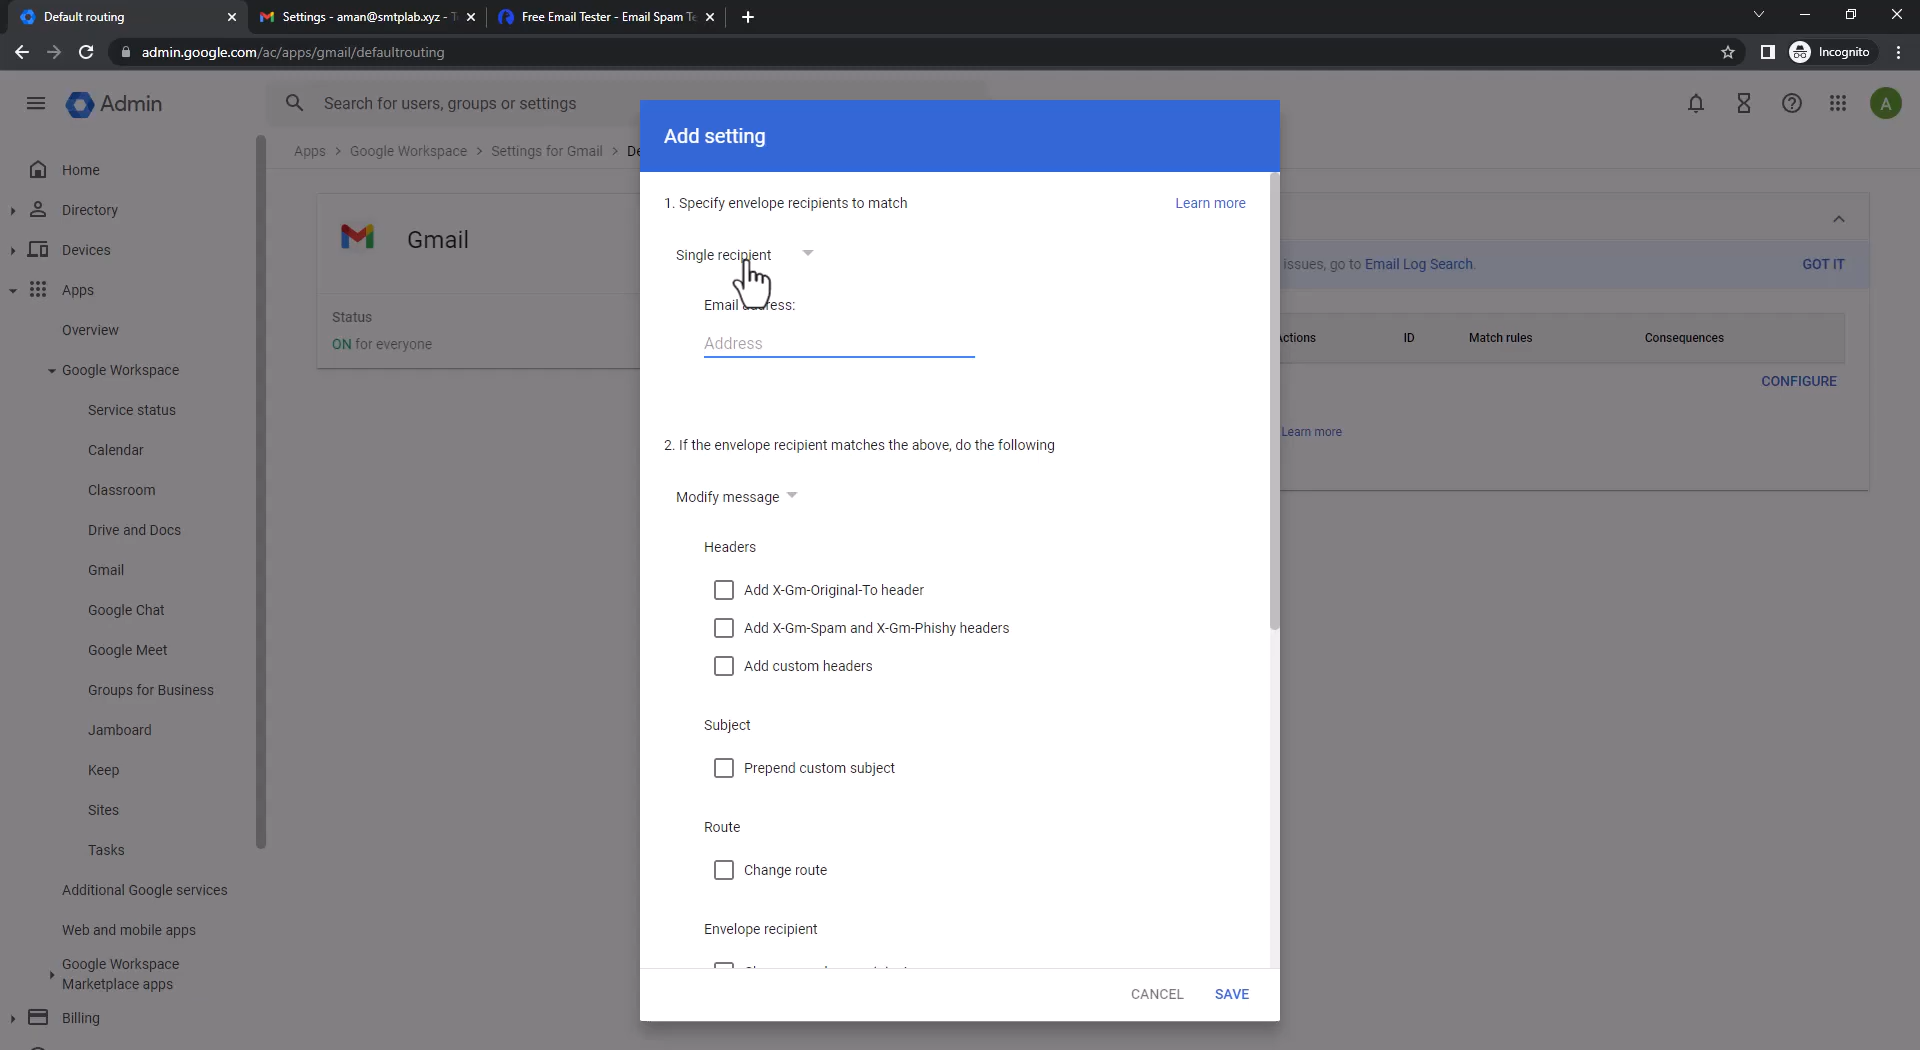 Default routing
Settings - aman@smtplab.xyz -
Free Email Tester - Email Spam Te
admin.google.com/ac/apps/gmail/defaultrouting
Incognito
Admin
Search for users, groups or settings
A
Apps > Google Workspace > Settings for Gmail > De
Home
Directory
Devices
Apps
Overview
Google Workspace
Service status
Calendar
Classroom
Drive and Docs
Gmail
Google Chat
Google Meet
Groups for Business
Jamboard
Keep
Sites
Tasks
Additional Google services
Web and mobile apps
Google Workspace
Marketplace apps
Billing
Gmail
Status
ON for everyone
Add setting
1. Specify envelope recipients to match
Learn more
Single recipient
Email address:
Address
2. If the envelope recipient matches the above, do the following
Modify message
Headers
Add X-Gm-Original-To header
Add X-Gm-Spam and X-Gm-Phishy headers
Add custom headers
Subject
Prepend custom subject
Route
Change route
Envelope recipient
CANCEL
SAVE
issues, go to Email Log Search.
GOT IT
ctions
ID
Match rules
Consequences
CONFIGURE
Learn more